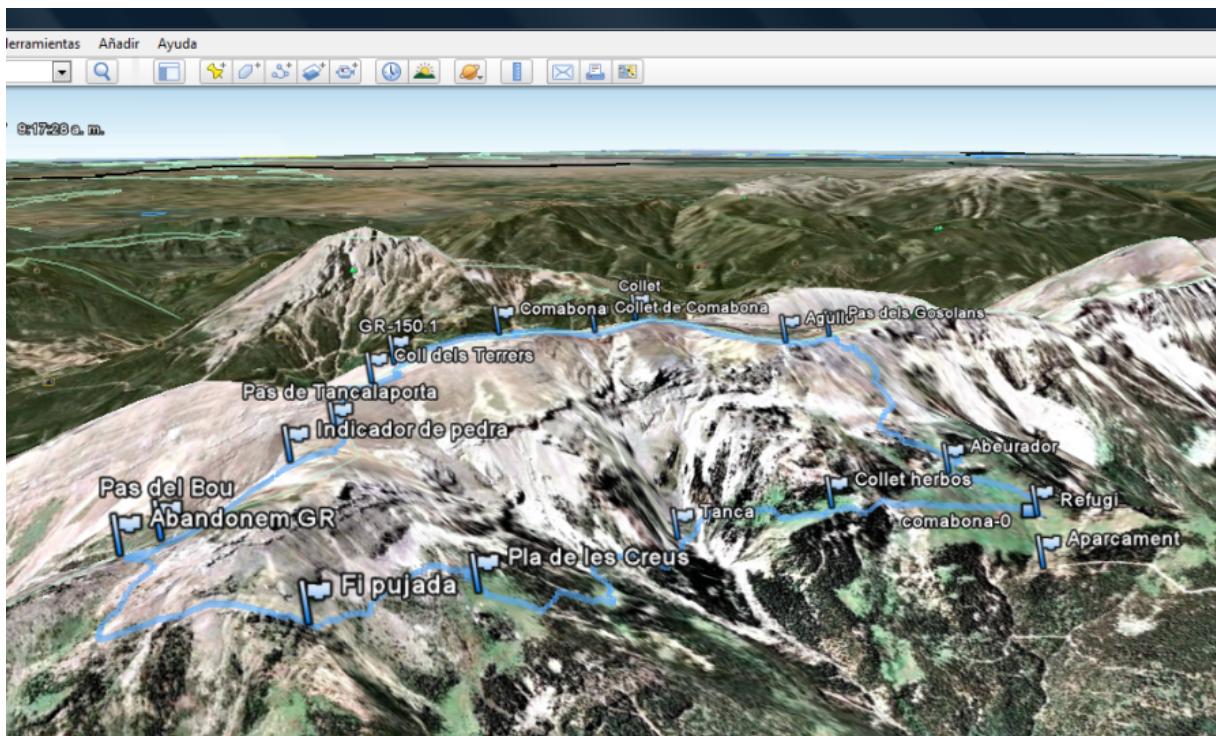 erramientas Añadir Ayuda
9:17:28 a. m.
Collet
Comabona
Collet de Comabona
Agulló
Pas dels Gosolans
GR-150.1
Coll dels Terrers
Pas de Tancalaporta
Indicador de pedra
Abeurador
Pas del Bou
Collet herbos
Refugi
Abandonem GR
Tanca
comabona-0
Aparcament
Pla de les Creus
Fi pujada